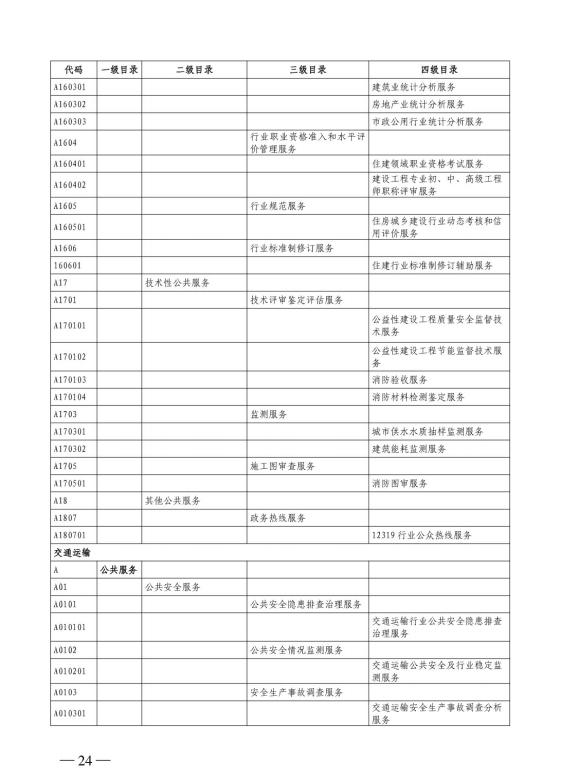 代码 一级目录 二级目录 三级目录 四级目录
A160301 建筑业统计分析服务
A160302 房地产业统计分析服务
A160303 市政公用行业统计分析服务
A1604 行业职业资格准入和水平评
价管理服务
A160401 住建领域职业资格考试服务
A160402 建设工程专业初、中、高级工程
师职称评审服务
A1605 行业规范服务
A160501 住房城乡建设行业动态考核和信
用评价服务
A1606 行业标准制修订服务
160601 住建行业标准制修订辅助服务
A17 技术性公共服务
A1701 技术评审鉴定评估服务
A170101 公益性建设工程质量安全监督技
术服务
A170102 公益性建设工程节能监督技术服
务
A170103 消防验收服务
A170104 消防材料检测鉴定服务
A1703 监测服务
A170301 城市供水水质抽样监测服务
A170302 建筑能耗监测服务
A1705 施工图审查服务
A170501 消防图审服务
A18 其他公共服务
A1807 政务热线服务
A180701 12319 行业公众热线服务
交通运输
A 公共服务
A01 公共安全服务
A0101 公共安全隐患排查治理服务
A010101 交通运输行业公共安全隐患排查
治理服务
A0102 公共安全情况监测服务
A010201 交通运输公共安全及行业稳定监
测服务
A0103 安全生产事故调查服务
A010301 交通运输安全生产事故调查分析
服务
— 24 —